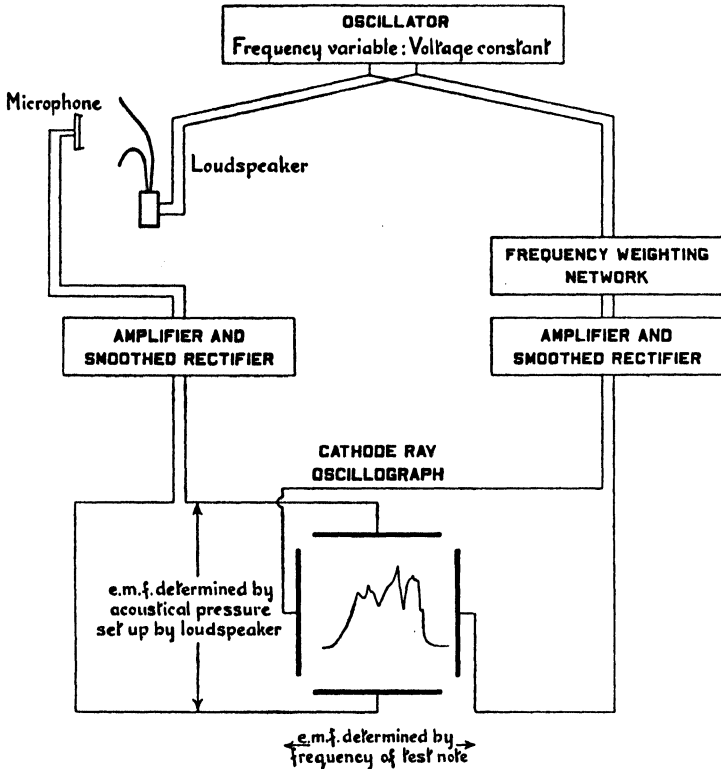 OSCILLATOR
Frequency variable: Voltage constant
Microphone
Loudspeaker
FREQUENCY WEIGHTING
NETWORK
AMPLIFIER AND
SMOOTHED RECTIFIER
AMPLIFIER AND
SMOOTHED RECTIFIER
CATHODE RAY
OSCILLOGRAPH
e.m.f. determined by
acoustical pressure
set up by loudspeaker
e.m.f. determined by
frequency of test note